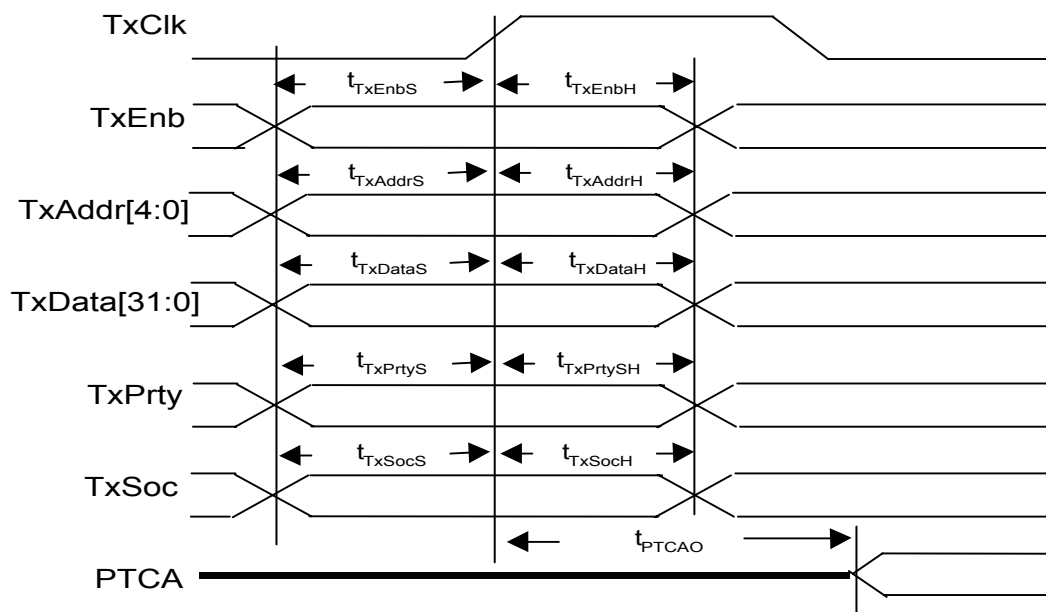 TxClk
tTxEnbS tTxEnbH
TxEnb
tTxAddrS tTxAddrH
TxAddr[4:0]
tTxDataS tTxDataH
TxData[31:0]
tTxPrtyS tTxPrtySH
TxPrty
tTxSocS tTxSocH
TxSoc
tPTCAO
PTCA